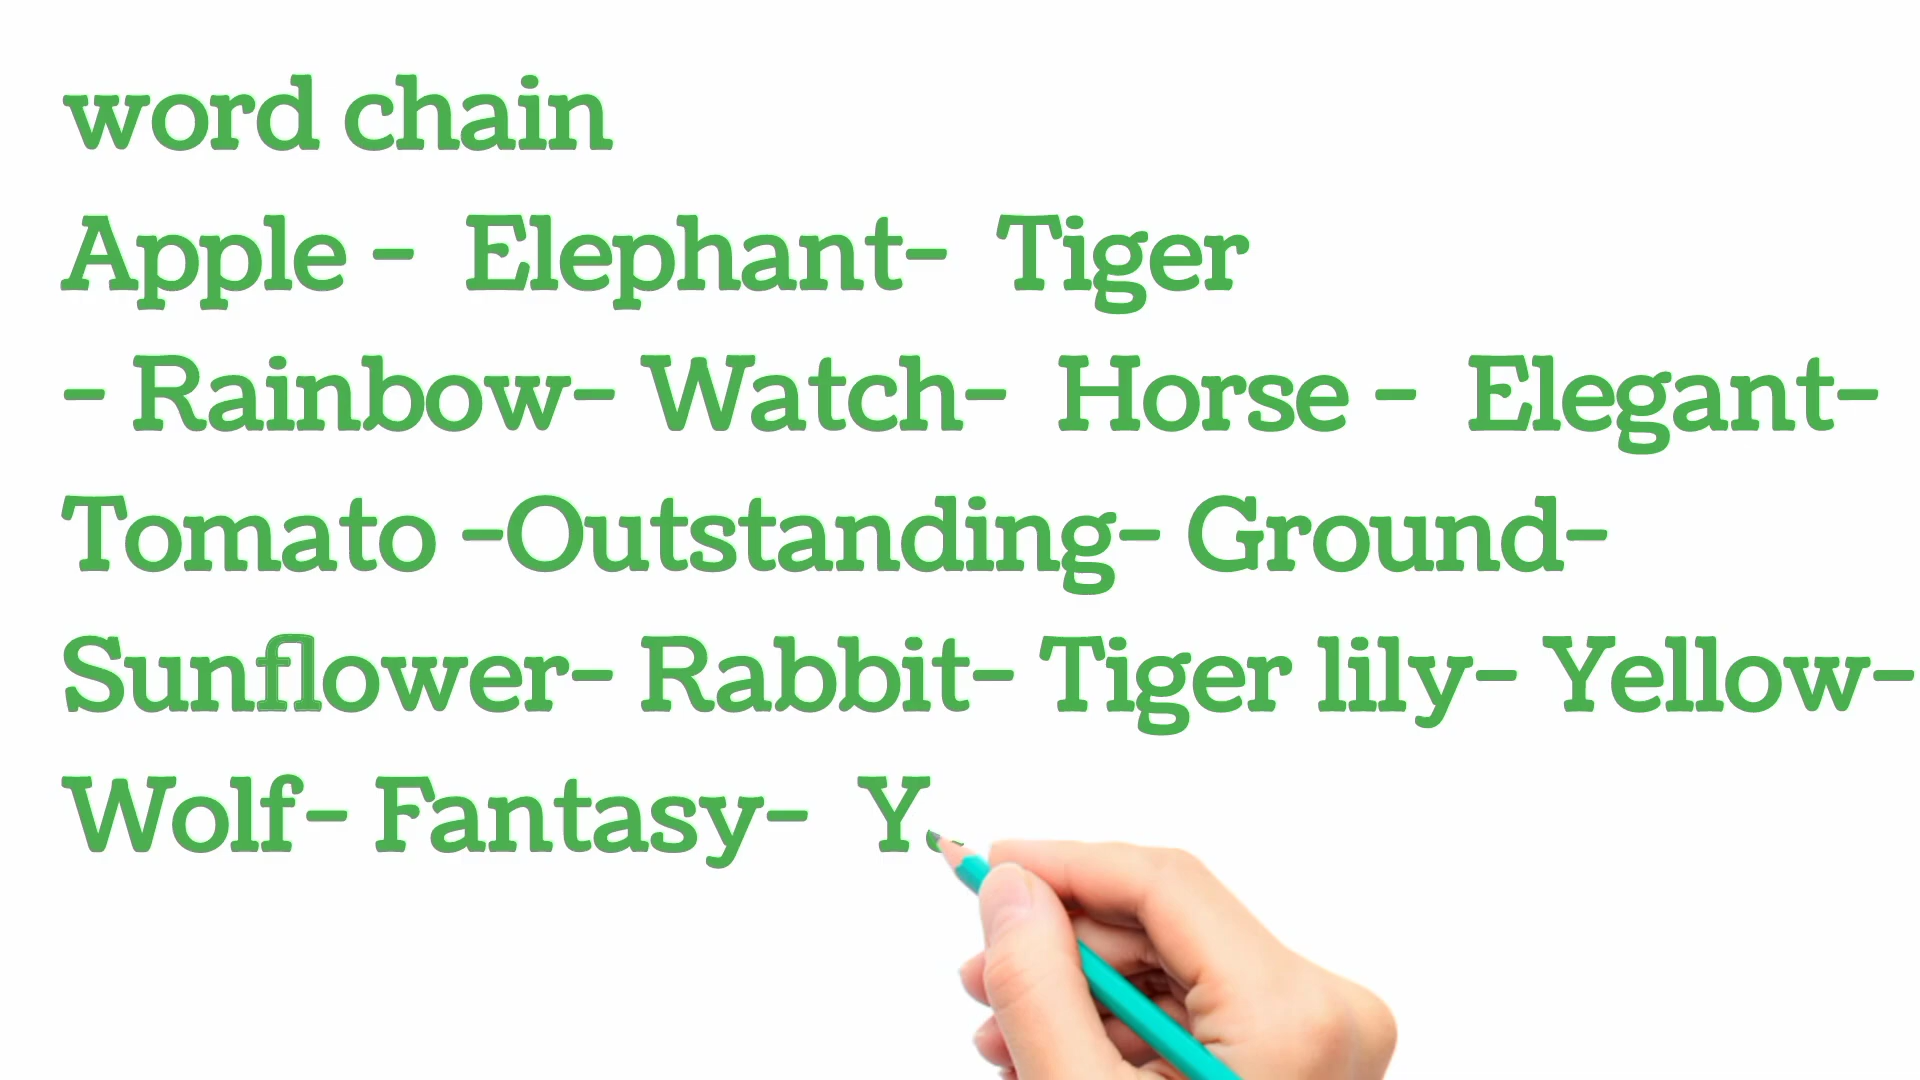 word chain
Apple - Elephant- Tiger
- Rainbow- Watch- Horse - Elegant-
Tomato -Outstanding- Ground-
Sunflower- Rabbit- Tiger lily- Yellow-
Wolf- Fantasy- Y